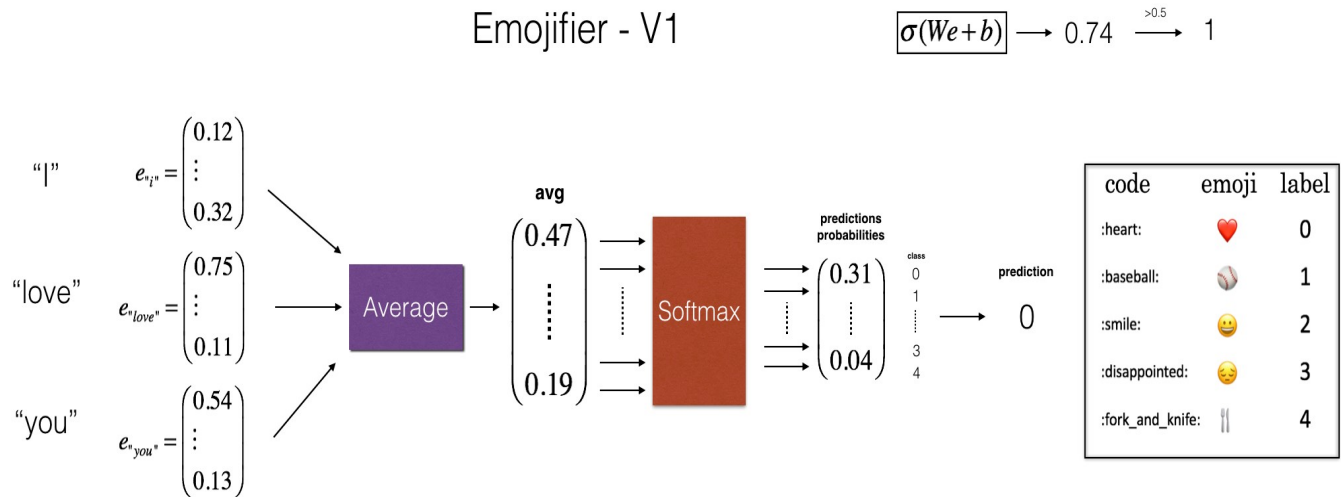 Emojifier - V1
σ(We+b) 0.74 >0.5 1
“I”
e"i" = (0.12 ⋮ 0.32)
“love”
e"love" = (0.75 ⋮ 0.11)
“you”
e"you" = (0.54 ⋮ 0.13)
Average
avg
0.47
0.19
Softmax
predictions
probabilities
0.31
0.04
class
0
1
3
4
prediction
0
code emoji label
:heart: ❤️ 0
:baseball: ⚾ 1
:smile: 😀 2
:disappointed: 😔 3
:fork_and_knife: 🍴 4